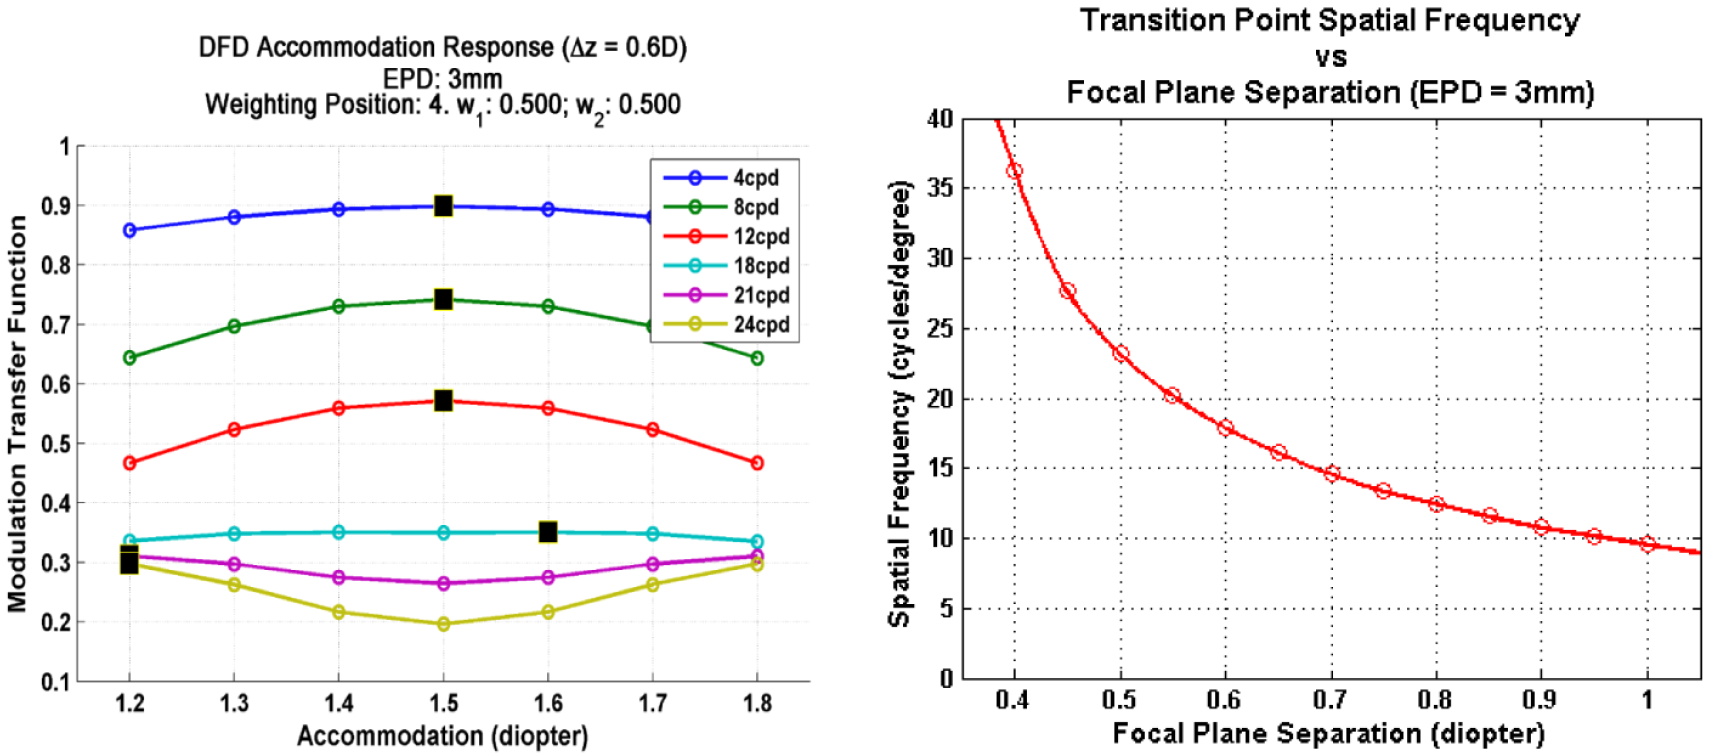 DFD Accommodation Response (Δz = 0.6D)
EPD: 3mm
Weighting Position: 4. w1: 0.500; w2: 0.500
Modulation Transfer Function
1
0.9
0.8
0.7
0.6
0.5
0.4
0.3
0.2
0.1
4cpd
8cpd
12cpd
18cpd
21cpd
24cpd
1.2 1.3 1.4 1.5 1.6 1.7 1.8
Accommodation (diopter)
Transition Point Spatial Frequency
vs
Focal Plane Separation (EPD = 3mm)
Spatial Frequency (cycles/degree)
40
35
30
25
20
15
10
5
0
0.4 0.5 0.6 0.7 0.8 0.9 1
Focal Plane Separation (diopter)